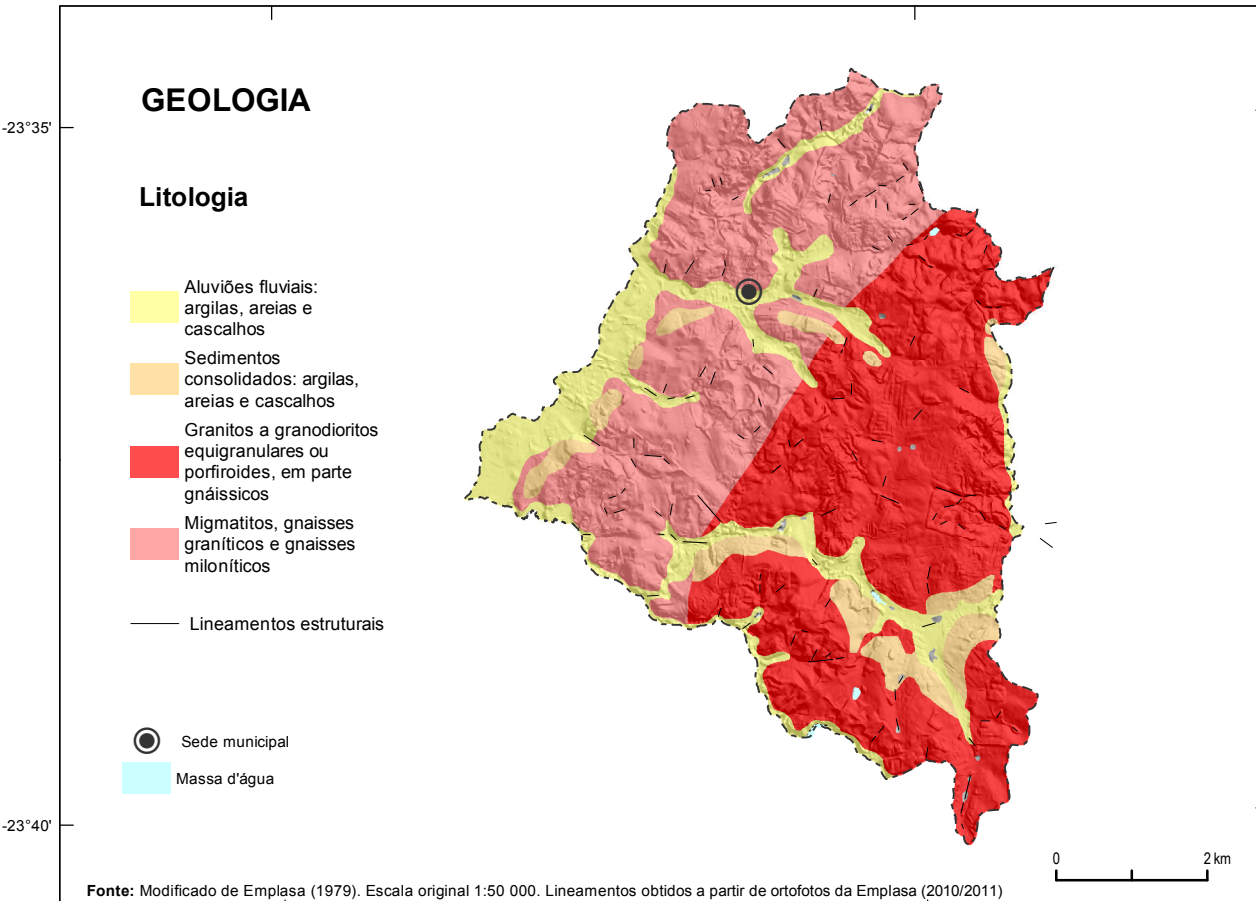 GEOLOGIA
-23°35'
Litologia
Aluviões fluviais:
argilas, areias e
cascalhos
Sedimentos
consolidados: argilas,
areias e cascalhos
Granitos a granodioritos
equigranulares ou
porfiroides, em parte
gnáissicos
Migmatitos, gnaisses
graníticos e gnaisses
miloníticos
Lineamentos estruturais
Sede municipal
Massa d'água
-23°40'
0 2 km
Fonte: Modificado de Emplasa (1979). Escala original 1:50 000. Lineamentos obtidos a partir de ortofotos da Emplasa (2010/2011)